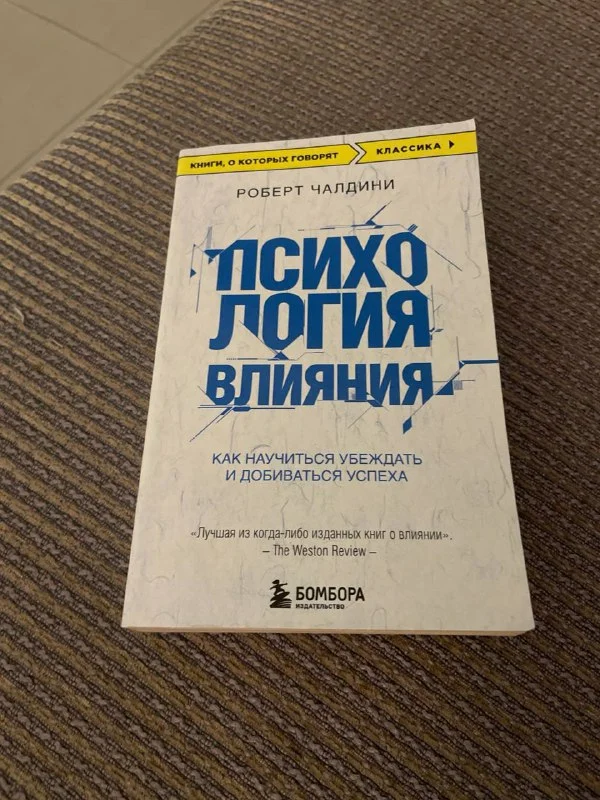 КНИГИ, О КОТОРЫХ ГОВОРЯТ КЛАССИКА
РОБЕРТ ЧАЛДИНИ
ПСИХО
ЛОГИЯ
ВЛИЯНИЯ
КАК НАУЧИТЬСЯ УБЕЖДАТЬ
И ДОБИВАТЬСЯ УСПЕХА
«Лучшая из когда-либо изданных книг о влиянии».
– The Weston Review –
БОМБОРА
ИЗДАТЕЛЬСТВО